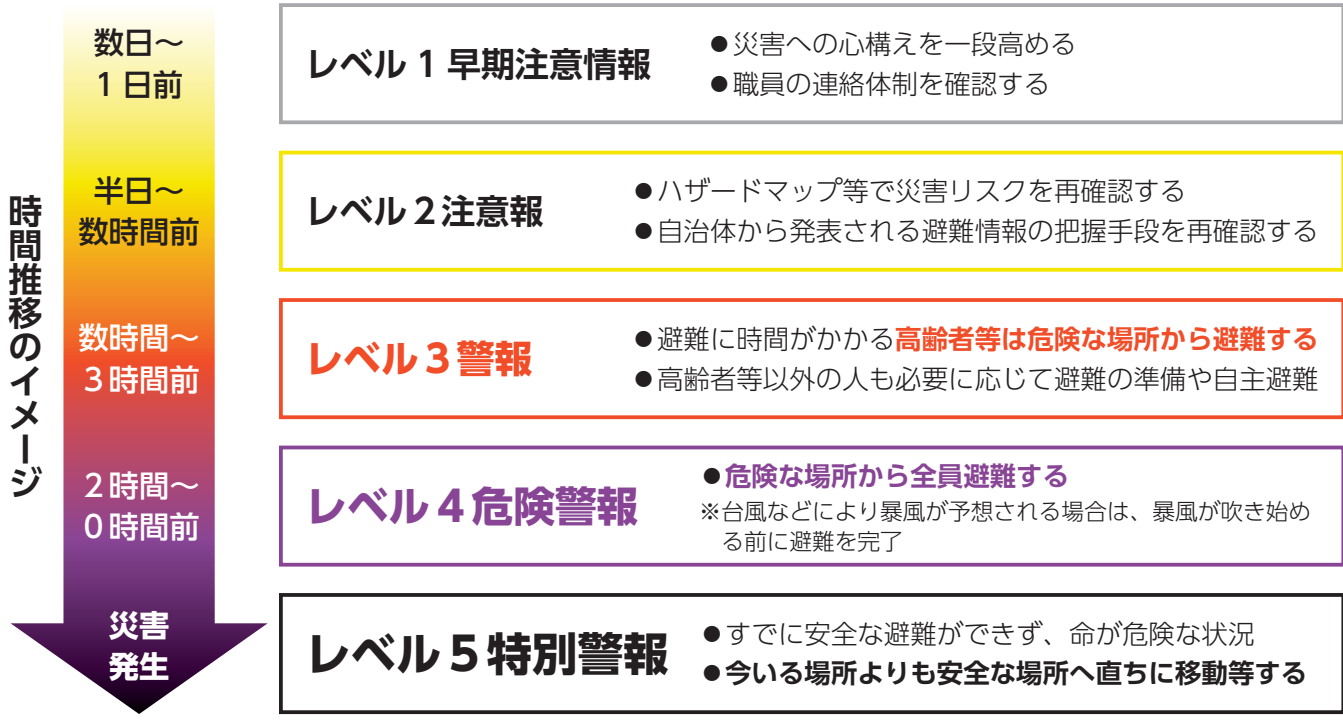 時間推移のイメージ
数日～
1日前
レベル1早期注意情報
●災害への心構えを一段高める
●職員の連絡体制を確認する
半日～
数時間前
レベル2注意報
●ハザードマップ等で災害リスクを再確認する
●自治体から発表される避難情報の把握手段を再確認する
数時間～
3時間前
レベル3警報
●避難に時間がかかる高齢者等は危険な場所から避難する
●高齢者等以外の人も必要に応じて避難の準備や自主避難
2時間～
0時間前
レベル4危険警報
●危険な場所から全員避難する
※台風などにより暴風が予想される場合は、暴風が吹き始め
る前に避難を完了
災害
発生
レベル5特別警報
●すでに安全な避難ができず、命が危険な状況
●今いる場所よりも安全な場所へ直ちに移動等する